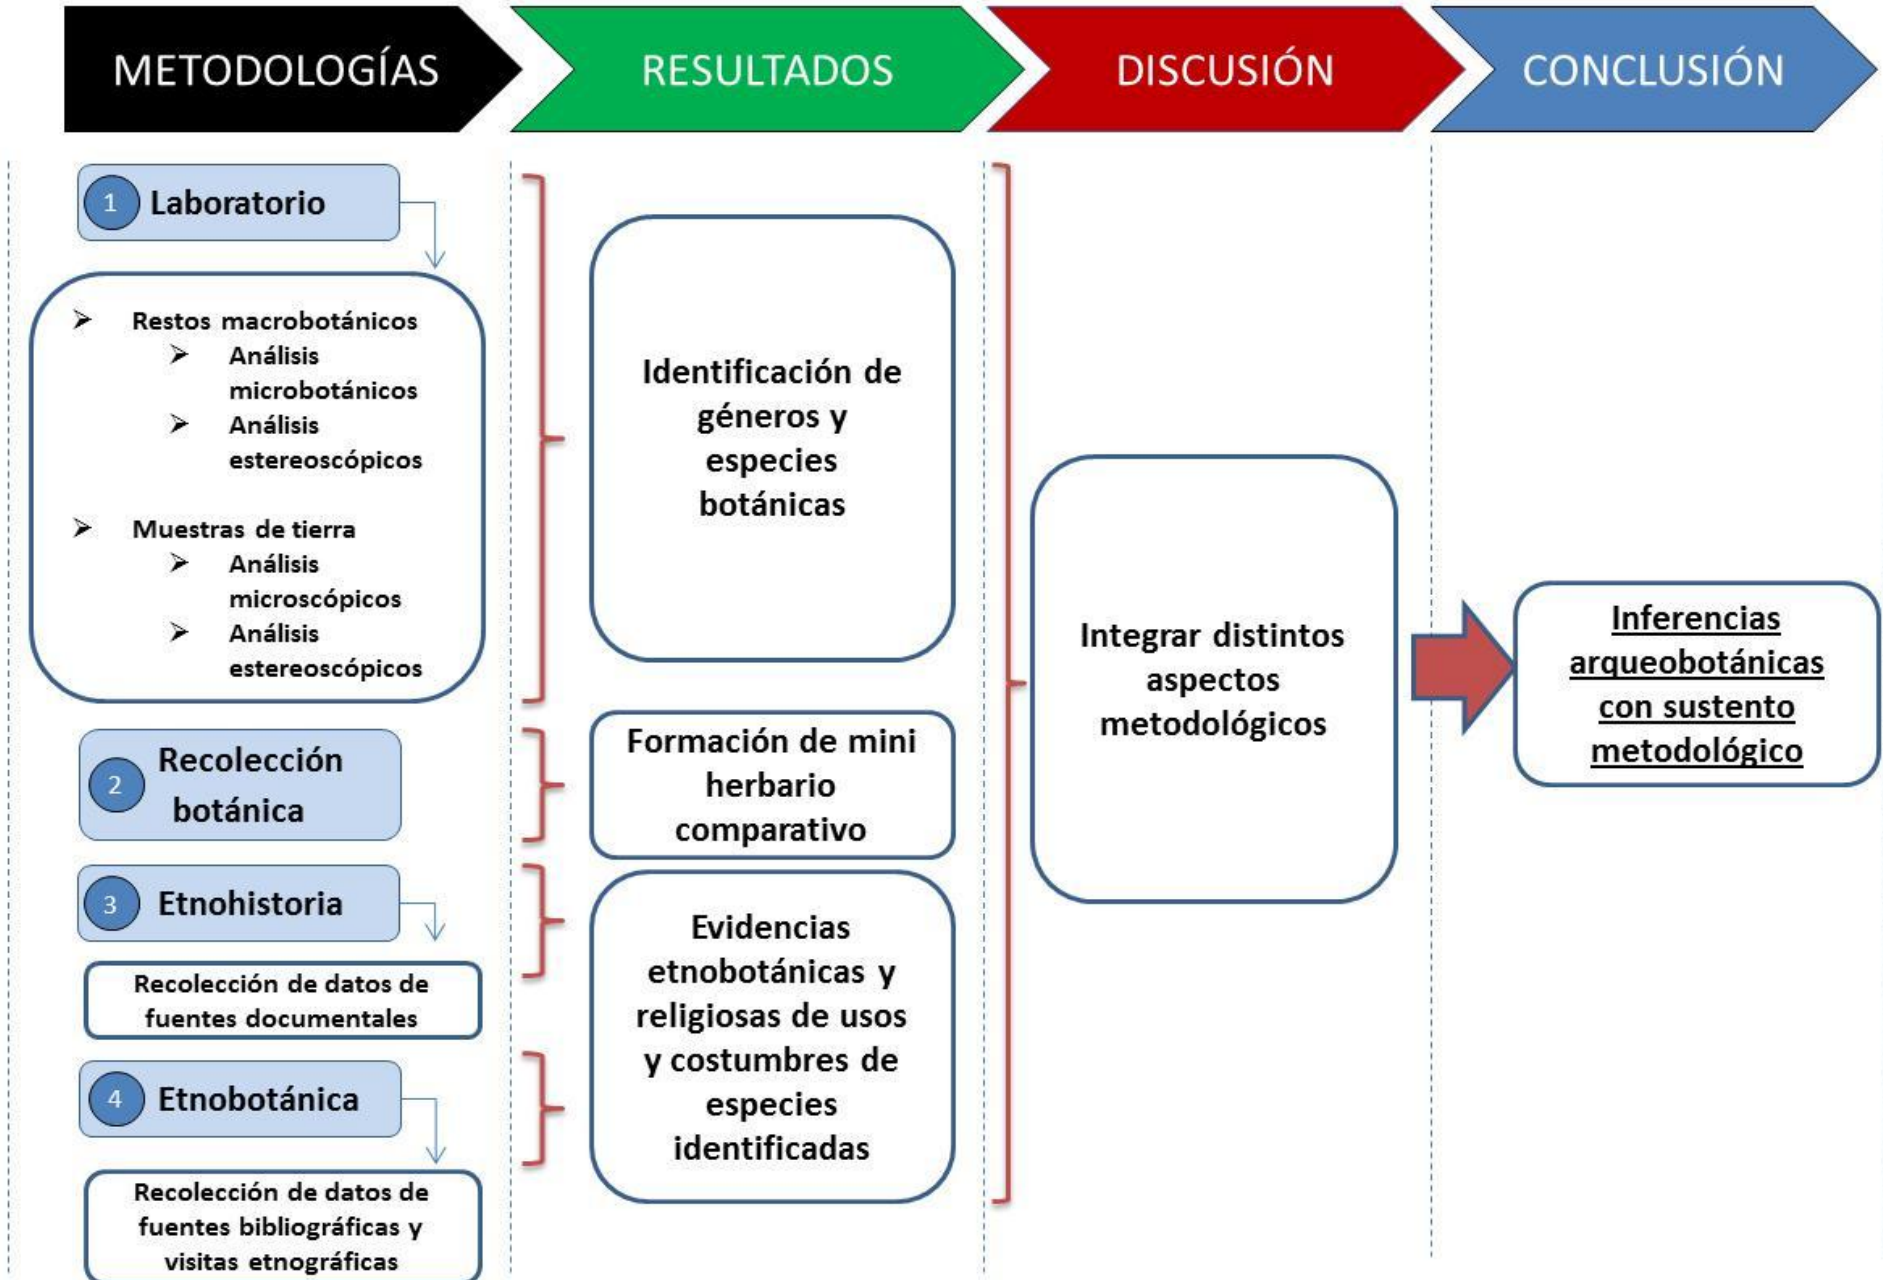 METODOLOGÍAS
RESULTADOS
DISCUSIÓN
CONCLUSIÓN
1 Laboratorio
➢ Restos macrobotánicos
➢ Análisis
microbotánicos
➢ Análisis
estereoscópicos
➢ Muestras de tierra
➢ Análisis
microscópicos
➢ Análisis
estereoscópicos
2 Recolección
botánica
3 Etnohistoria
Recolección de datos de
fuentes documentales
4 Etnobotánica
Recolección de datos de
fuentes bibliográficas y
visitas etnográficas
Identificación de
géneros y
especies
botánicas
Formación de mini
herbario
comparativo
Evidencias
etnobotánicas y
religiosas de usos
y costumbres de
especies
identificadas
Integrar distintos
aspectos
metodológicos
Inferencias
arqueobotánicas
con sustento
metodológico